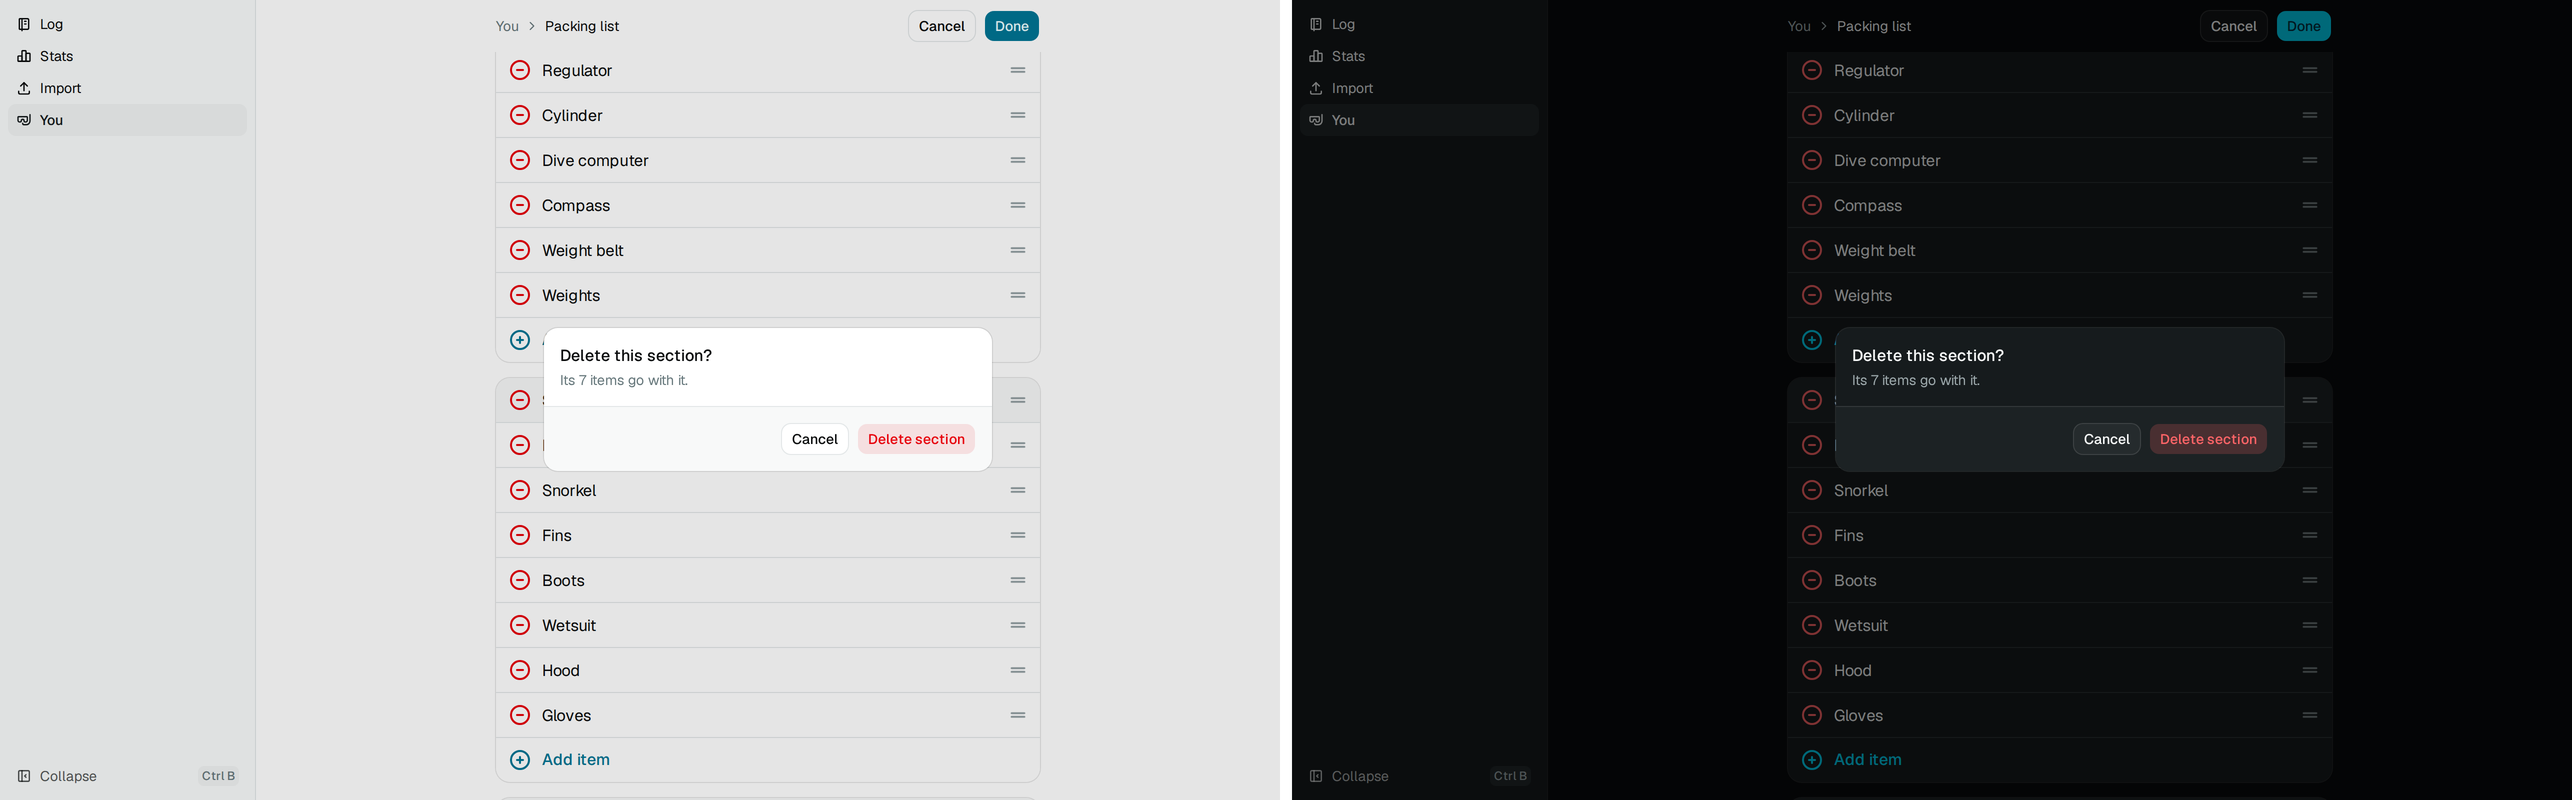 Log
Stats
Import
You
Collapse
Ctrl B
You > Packing list
Cancel
Done
Regulator
Cylinder
Dive computer
Compass
Weight belt
Weights
Delete this section?
Its 7 items go with it.
Cancel
Delete section
Snorkel
Fins
Boots
Wetsuit
Hood
Gloves
Add item
Log
Stats
Import
You
Collapse
Ctrl B
You > Packing list
Cancel
Done
Regulator
Cylinder
Dive computer
Compass
Weight belt
Weights
Delete this section?
Its 7 items go with it.
Cancel
Delete section
Snorkel
Fins
Boots
Wetsuit
Hood
Gloves
Add item